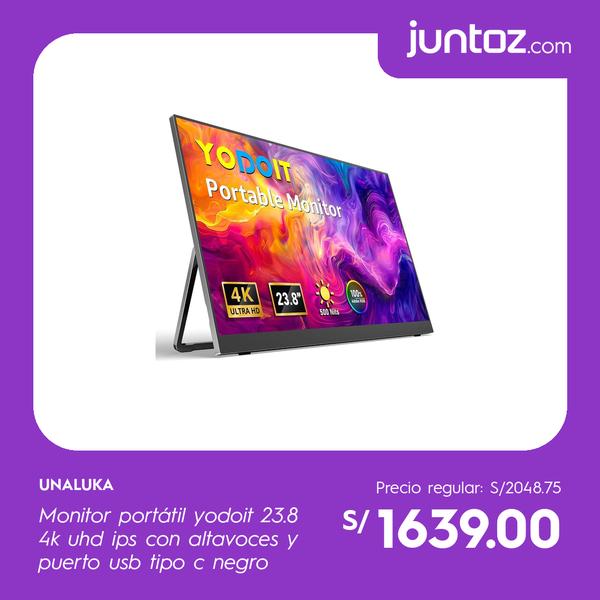 juntoz.com
YODOIT
Portable Monitor
4K
ULTRA HD
23.8"
500 Nits
100%
UNALUKA
Monitor portátil yodoit 23.8
4k uhd ips con altavoces y
puerto usb tipo c negro
Precio regular: S/2048.75
S/1639.00